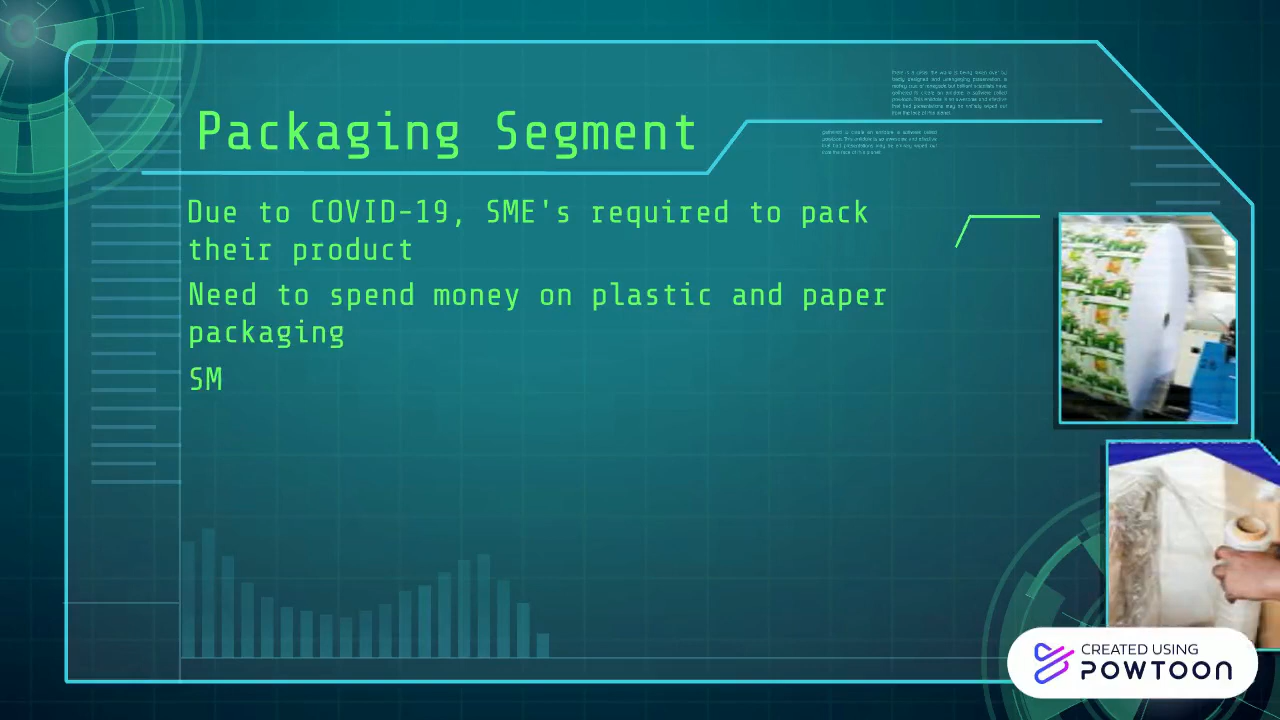 Packaging Segment
Due to COVID-19, SME's required to pack
their product
Need to spend money on plastic and paper
packaging
SM
CREATED USING
POWTOON